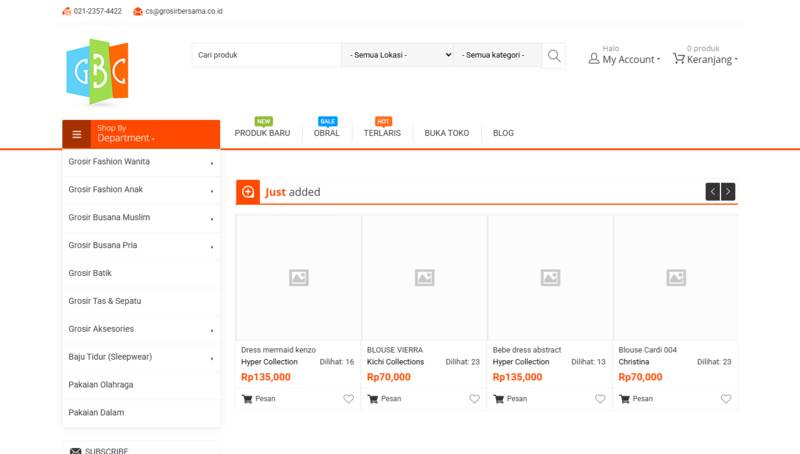 021-2357-4422 cs@grosirbersama.co.id
GBC
Cari produk - Semua Lokasi - - Semua kategori -
Halo
My Account
0 produk
Keranjang
Shop By
Department
NEW
PRODUK BARU
SALE
OBRAL
HOT
TERLARIS
BUKA TOKO
BLOG
Grosir Fashion Wanita
Grosir Fashion Anak
Grosir Busana Muslim
Grosir Busana Pria
Grosir Batik
Grosir Tas & Sepatu
Grosir Aksesories
Baju Tidur (Sleepwear)
Pakaian Olahraga
Pakaian Dalam
SUBSCRIBE
Just added
Dress mermaid kenzo
Hyper Collection Dilihat: 16
Rp135,000
Pesan
BLOUSE VIERRA
Kichi Collections Dilihat: 23
Rp70,000
Pesan
Bebe dress abstract
Hyper Collection Dilihat: 13
Rp135,000
Pesan
Blouse Cardi 004
Christina Dilihat: 23
Rp70,000
Pesan